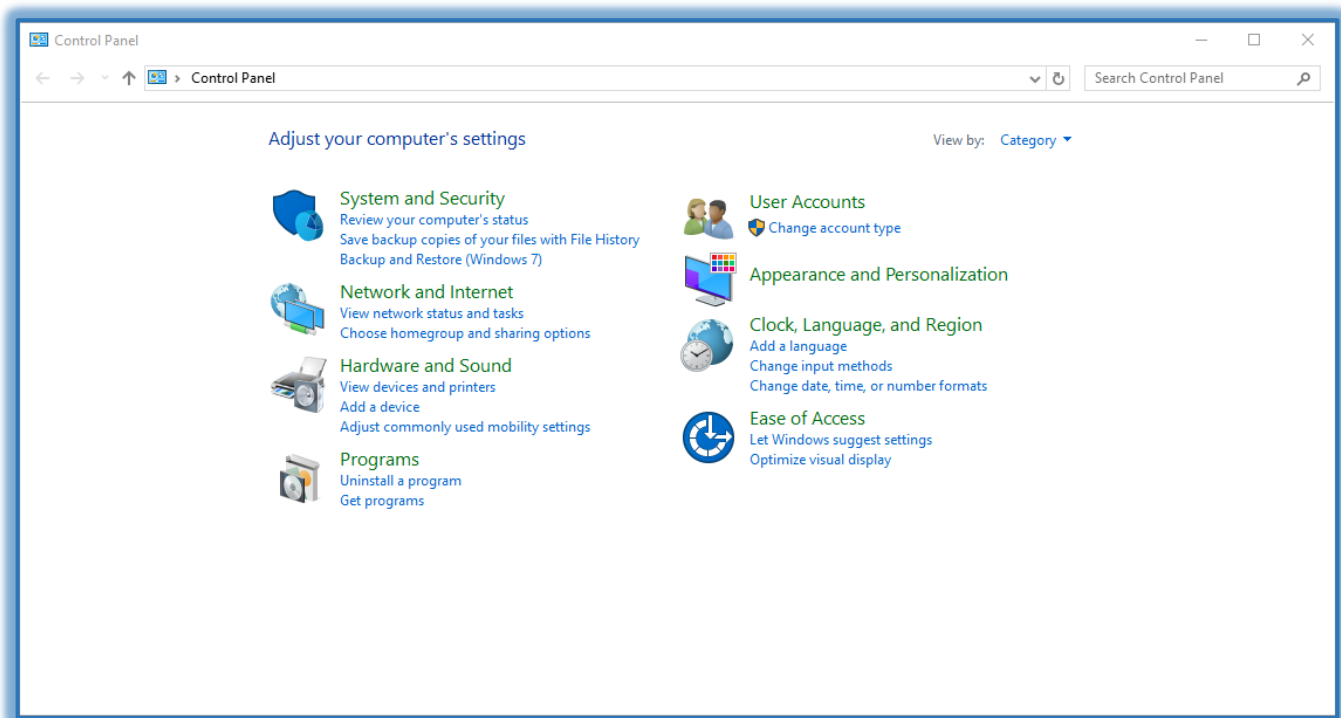 Control Panel
Control Panel
Search Control Panel
Adjust your computer's settings
View by: Category
System and Security
Review your computer's status
Save backup copies of your files with File History
Backup and Restore (Windows 7)
Network and Internet
View network status and tasks
Choose homegroup and sharing options
Hardware and Sound
View devices and printers
Add a device
Adjust commonly used mobility settings
Programs
Uninstall a program
Get programs
User Accounts
Change account type
Appearance and Personalization
Clock, Language, and Region
Add a language
Change input methods
Change date, time, or number formats
Ease of Access
Let Windows suggest settings
Optimize visual display